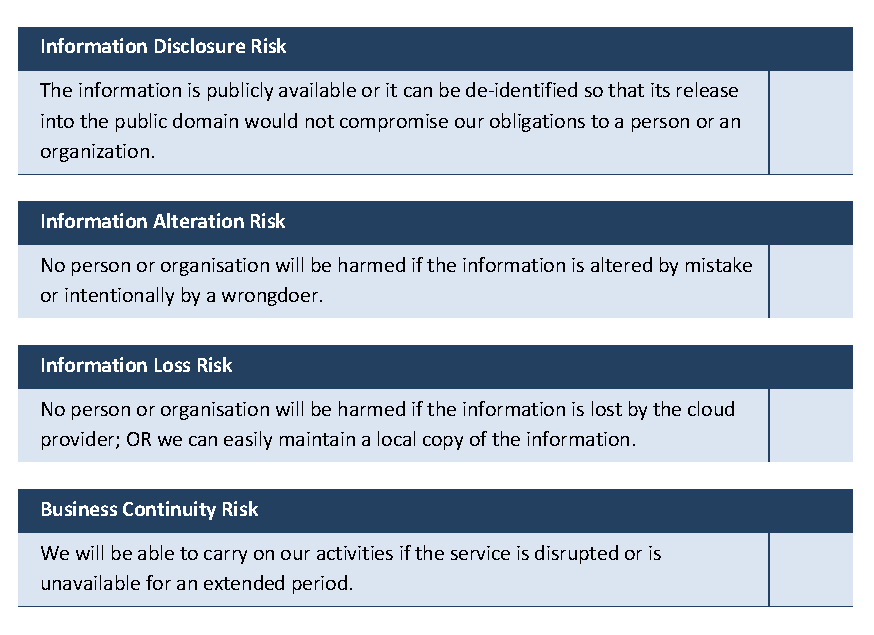 Information Disclosure Risk
The information is publicly available or it can be de-identified so that its release
into the public domain would not compromise our obligations to a person or an
organization.
Information Alteration Risk
No person or organisation will be harmed if the information is altered by mistake
or intentionally by a wrongdoer.
Information Loss Risk
No person or organisation will be harmed if the information is lost by the cloud
provider; OR we can easily maintain a local copy of the information.
Business Continuity Risk
We will be able to carry on our activities if the service is disrupted or is
unavailable for an extended period.